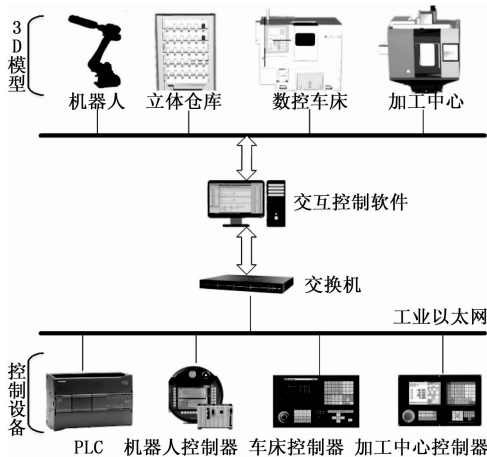 3D模型
机器人
立体仓库
数控车床
加工中心
交互控制软件
交换机
工业以太网
控制设备
PLC
机器人控制器
车床控制器
加工中心控制器